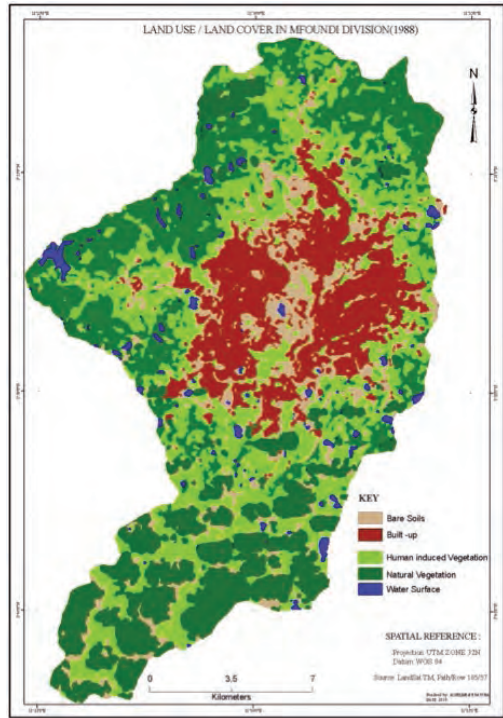 LAND USE / LAND COVER IN MFOUNDI DIVISION(1988)
N
KEY
Bare Soils
Built -up
Human induced Vegetation
Natural Vegetation
Water Surface
SPATIAL REFERENCE :
Projection UTM ZONE 32N
Datum WGS 84
Source: LandSat TM, Path/Row 185/57
0 3.5 7
Kilometers